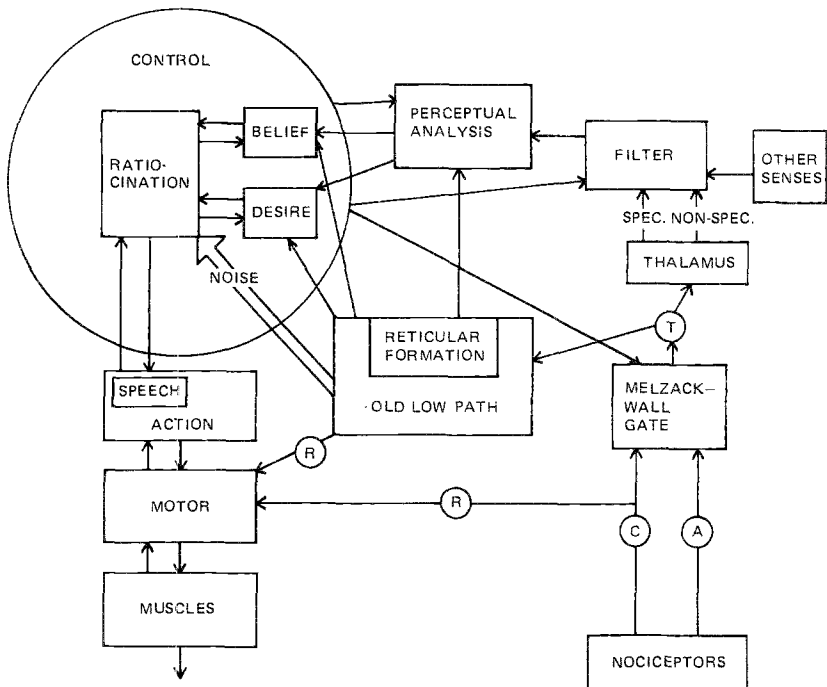 CONTROL
RATIO-
CINATION
BELIEF
DESIRE
NOISE
PERCEPTUAL
ANALYSIS
FILTER
OTHER
SENSES
SPEC. NON-SPEC.
THALAMUS
T
RETICULAR
FORMATION
OLD LOW PATH
MELZACK—
WALL
GATE
SPEECH
ACTION
R
MOTOR
R
C
A
MUSCLES
NOCICEPTORS